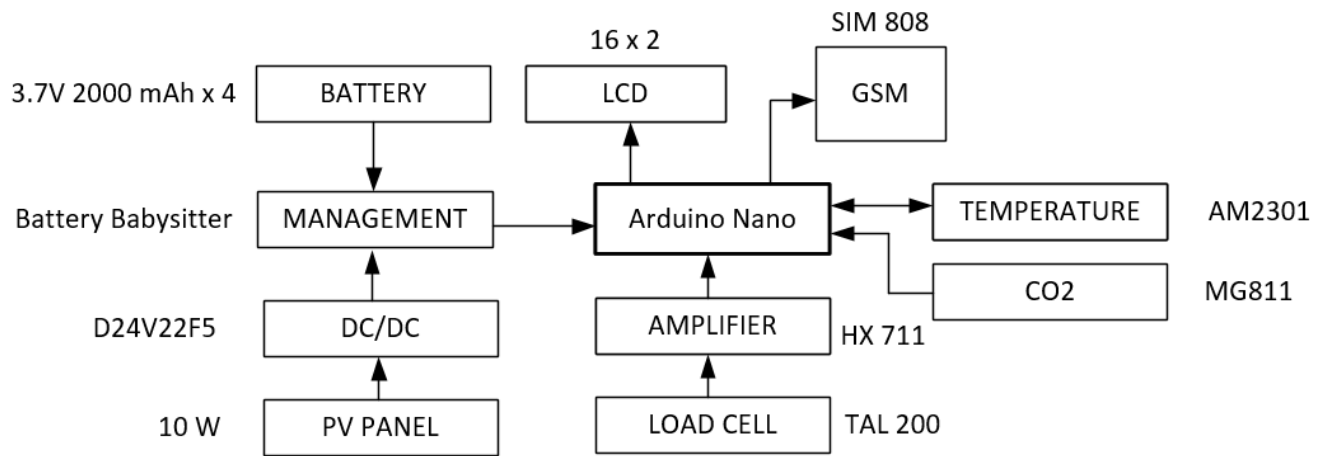 SIM 808
16 x 2
3.7V 2000 mAh x 4
BATTERY
LCD
GSM
Battery Babysitter
MANAGEMENT
Arduino Nano
TEMPERATURE
AM2301
CO2
MG811
D24V22F5
DC/DC
AMPLIFIER
HX 711
10 W
PV PANEL
LOAD CELL
TAL 200